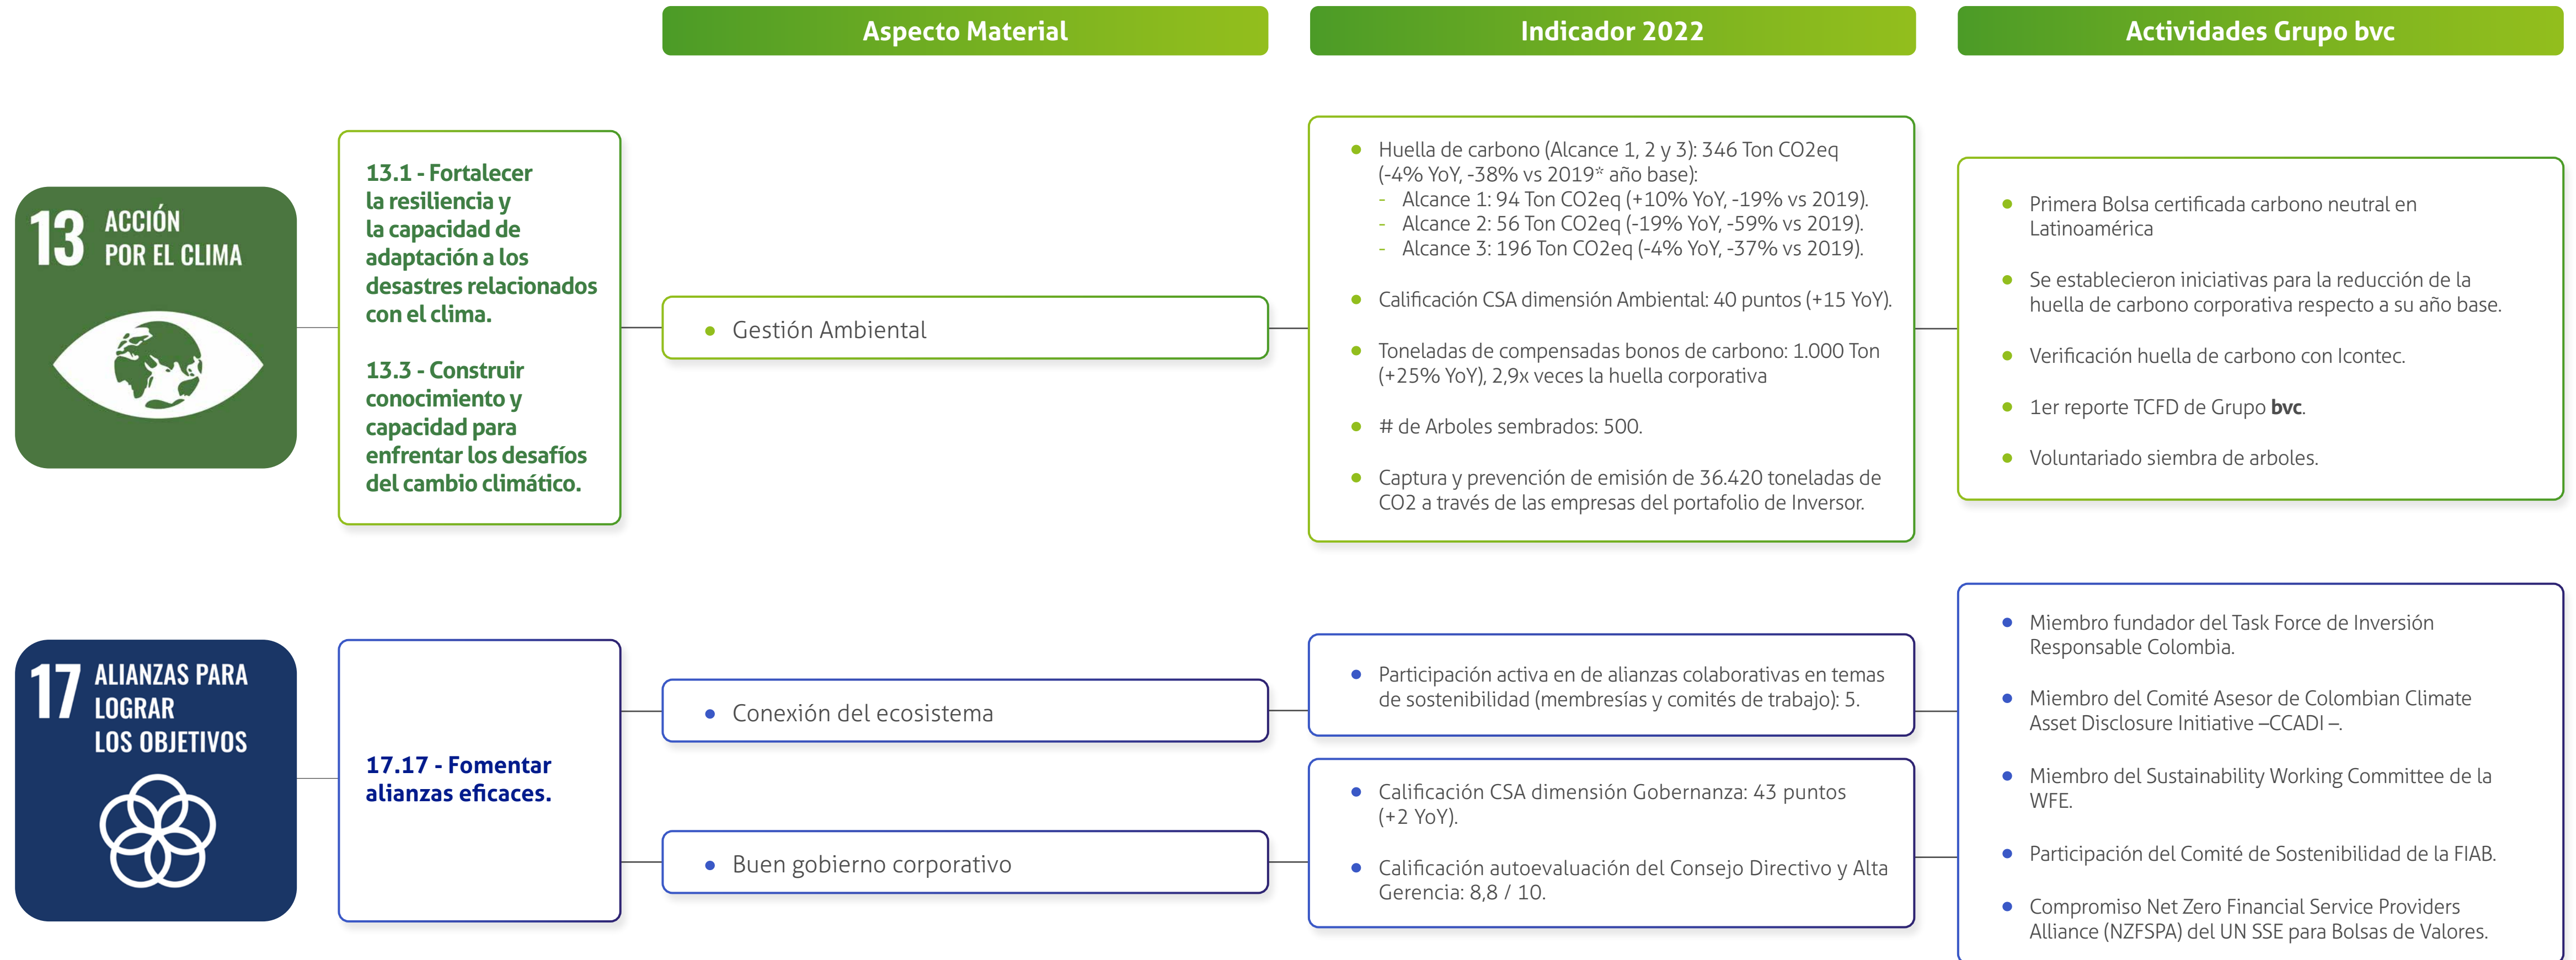 Aspecto Material
Indicador 2022
Actividades Grupo bvc
13 ACCIÓN
POR EL CLIMA
13.1 - Fortalecer
la resiliencia y
la capacidad de
adaptación a los
desastres relacionados
con el clima.
13.3 - Construir
conocimiento y
capacidad para
enfrentar los desafíos
del cambio climático.
• Gestión Ambiental
• Huella de carbono (Alcance 1, 2 y 3): 346 Ton CO2eq
(-4% YoY, -38% vs 2019* año base):
- Alcance 1: 94 Ton CO2eq (+10% YoY, -19% vs 2019).
- Alcance 2: 56 Ton CO2eq (-19% YoY, -59% vs 2019).
- Alcance 3: 196 Ton CO2eq (-4% YoY, -37% vs 2019).
• Calificación CSA dimensión Ambiental: 40 puntos (+15 YoY).
• Toneladas de compensadas bonos de carbono: 1.000 Ton
(+25% YoY), 2,9x veces la huella corporativa
• # de Arboles sembrados: 500.
• Captura y prevención de emisión de 36.420 toneladas de
CO2 a través de las empresas del portafolio de Inversor.
• Primera Bolsa certificada carbono neutral en
Latinoamérica
• Se establecieron iniciativas para la reducción de la
huella de carbono corporativa respecto a su año base.
• Verificación huella de carbono con Icontec.
• 1er reporte TCFD de Grupo bvc.
• Voluntariado siembra de arboles.
17 ALIANZAS PARA
LOGRAR
LOS OBJETIVOS
17.17 - Fomentar
alianzas eficaces.
• Conexión del ecosistema
• Buen gobierno corporativo
• Participación activa en de alianzas colaborativas en temas
de sostenibilidad (membresías y comités de trabajo): 5.
• Calificación CSA dimensión Gobernanza: 43 puntos
(+2 YoY).
• Calificación autoevaluación del Consejo Directivo y Alta
Gerencia: 8,8 / 10.
• Miembro fundador del Task Force de Inversión
Responsable Colombia.
• Miembro del Comité Asesor de Colombian Climate
Asset Disclosure Initiative –CCADI –.
• Miembro del Sustainability Working Committee de la
WFE.
• Participación del Comité de Sostenibilidad de la FIAB.
• Compromiso Net Zero Financial Service Providers
Alliance (NZFSPA) del UN SSE para Bolsas de Valores.